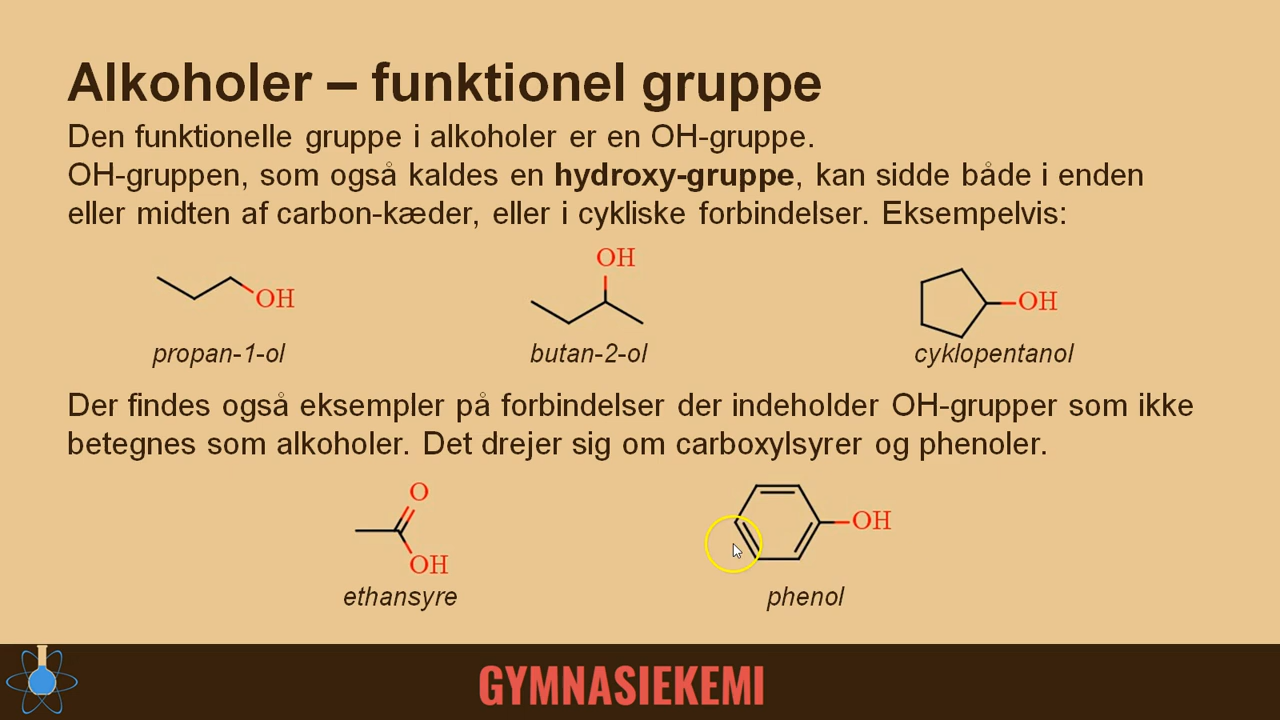 Alkoholer – funktionel gruppe
Den funktionelle gruppe i alkoholer er en OH-gruppe.
OH-gruppen, som også kaldes en hydroxy-gruppe, kan sidde både i enden
eller midten af carbon-kæder, eller i cykliske forbindelser. Eksempelvis:
OH
OH
OH
propan-1-ol
butan-2-ol
cyklopentanol
Der findes også eksempler på forbindelser der indeholder OH-grupper som ikke
betegnes som alkoholer. Det drejer sig om carboxylsyrer og phenoler.
O
OH
OH
ethansyre
phenol
GYMNASIEKEMI